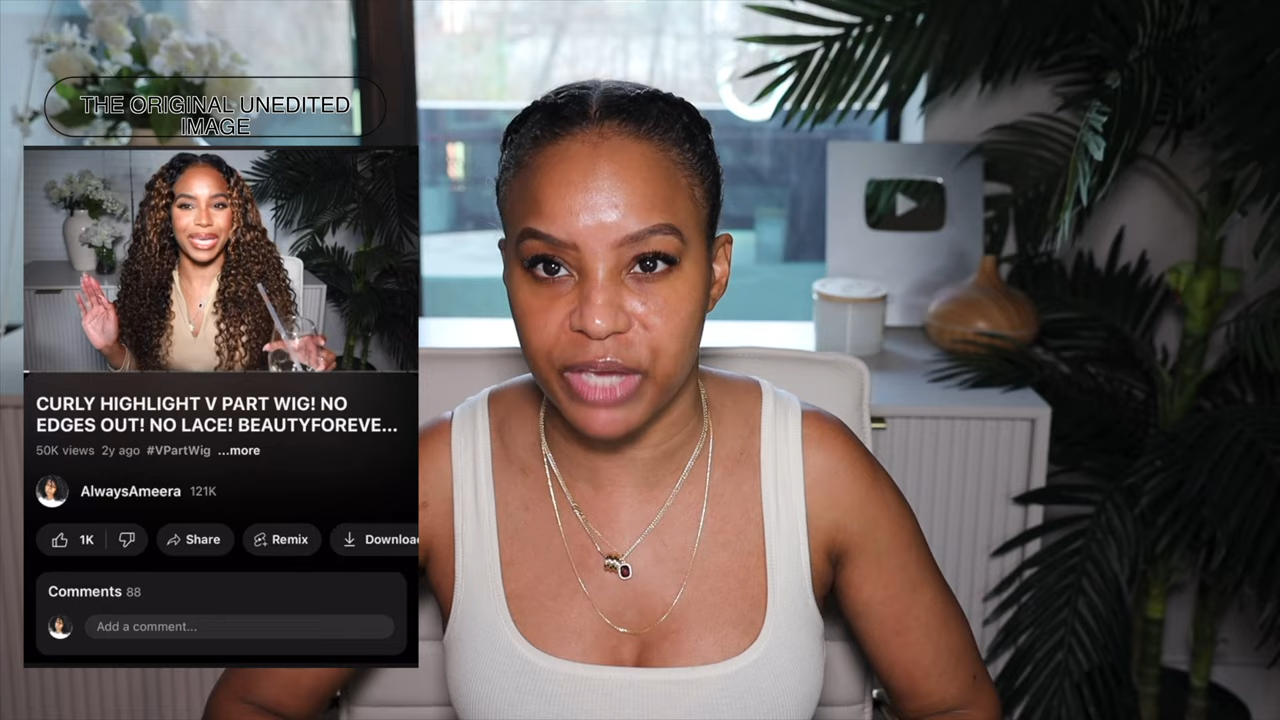 THE ORIGINAL UNEDITED
IMAGE
CURLY HIGHLIGHT V PART WIG! NO
EDGES OUT! NO LACE! BEAUTYFOREVE...
50K views 2y ago #VPartWig ...more
AlwaysAmeera 121K
1K Share Remix Downloa
Comments 88
Add a comment...